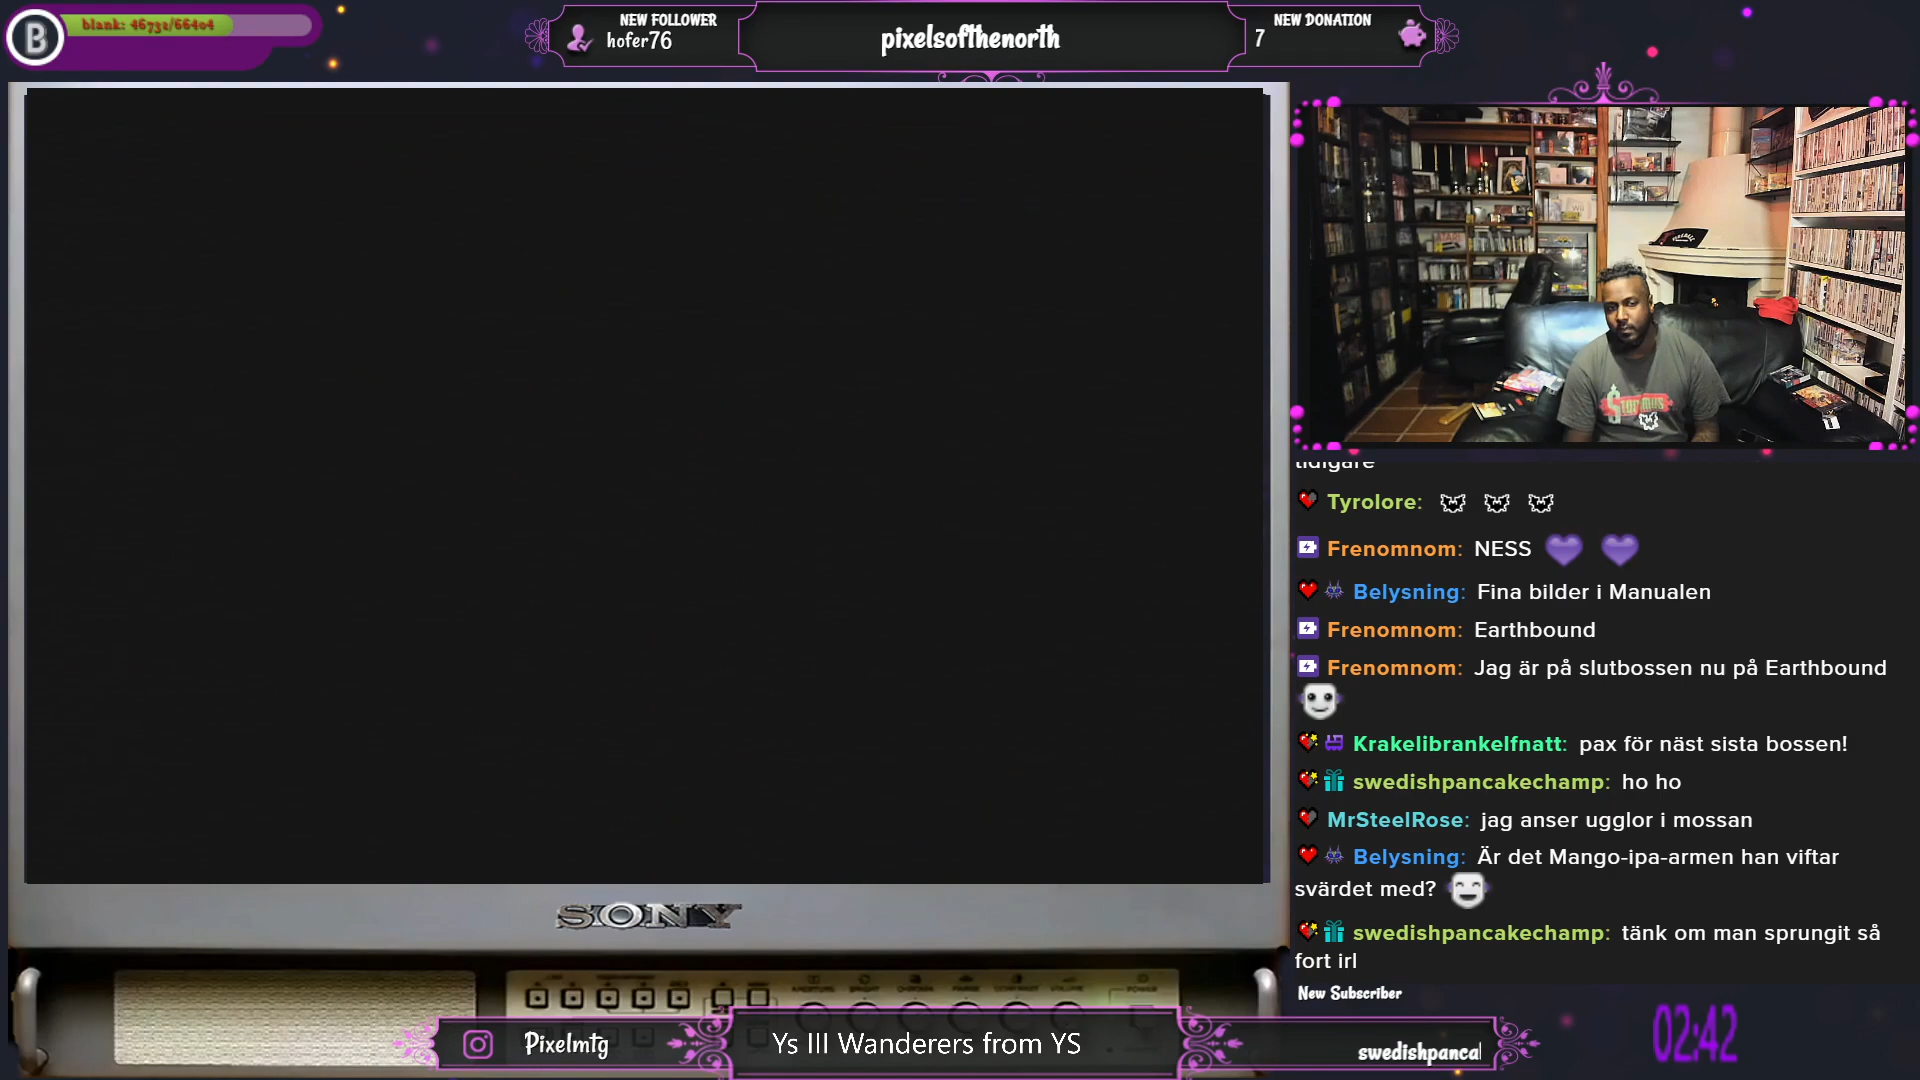 B
blank: 46732/66404
NEW FOLLOWER
hofer76
pixelsofthenorth
NEW DONATION
7
tidigare
Tyrolore:
Frenomnom: NESS
Belysning: Fina bilder i Manualen
Frenomnom: Earthbound
Frenomnom: Jag är på slutbossen nu på Earthbound
Krakelibrankelfnatt: pax för näst sista bossen!
swedishpancakechamp: ho ho
MrSteelRose: jag anser ugglor i mossan
Belysning: Är det Mango-ipa-armen han viftar
svärdet med?
swedishpancakechamp: tänk om man sprungit så
fort irl
New Subscriber
swedishpanca
02:42
SONY
Pixelmtg
Ys III Wanderers from YS